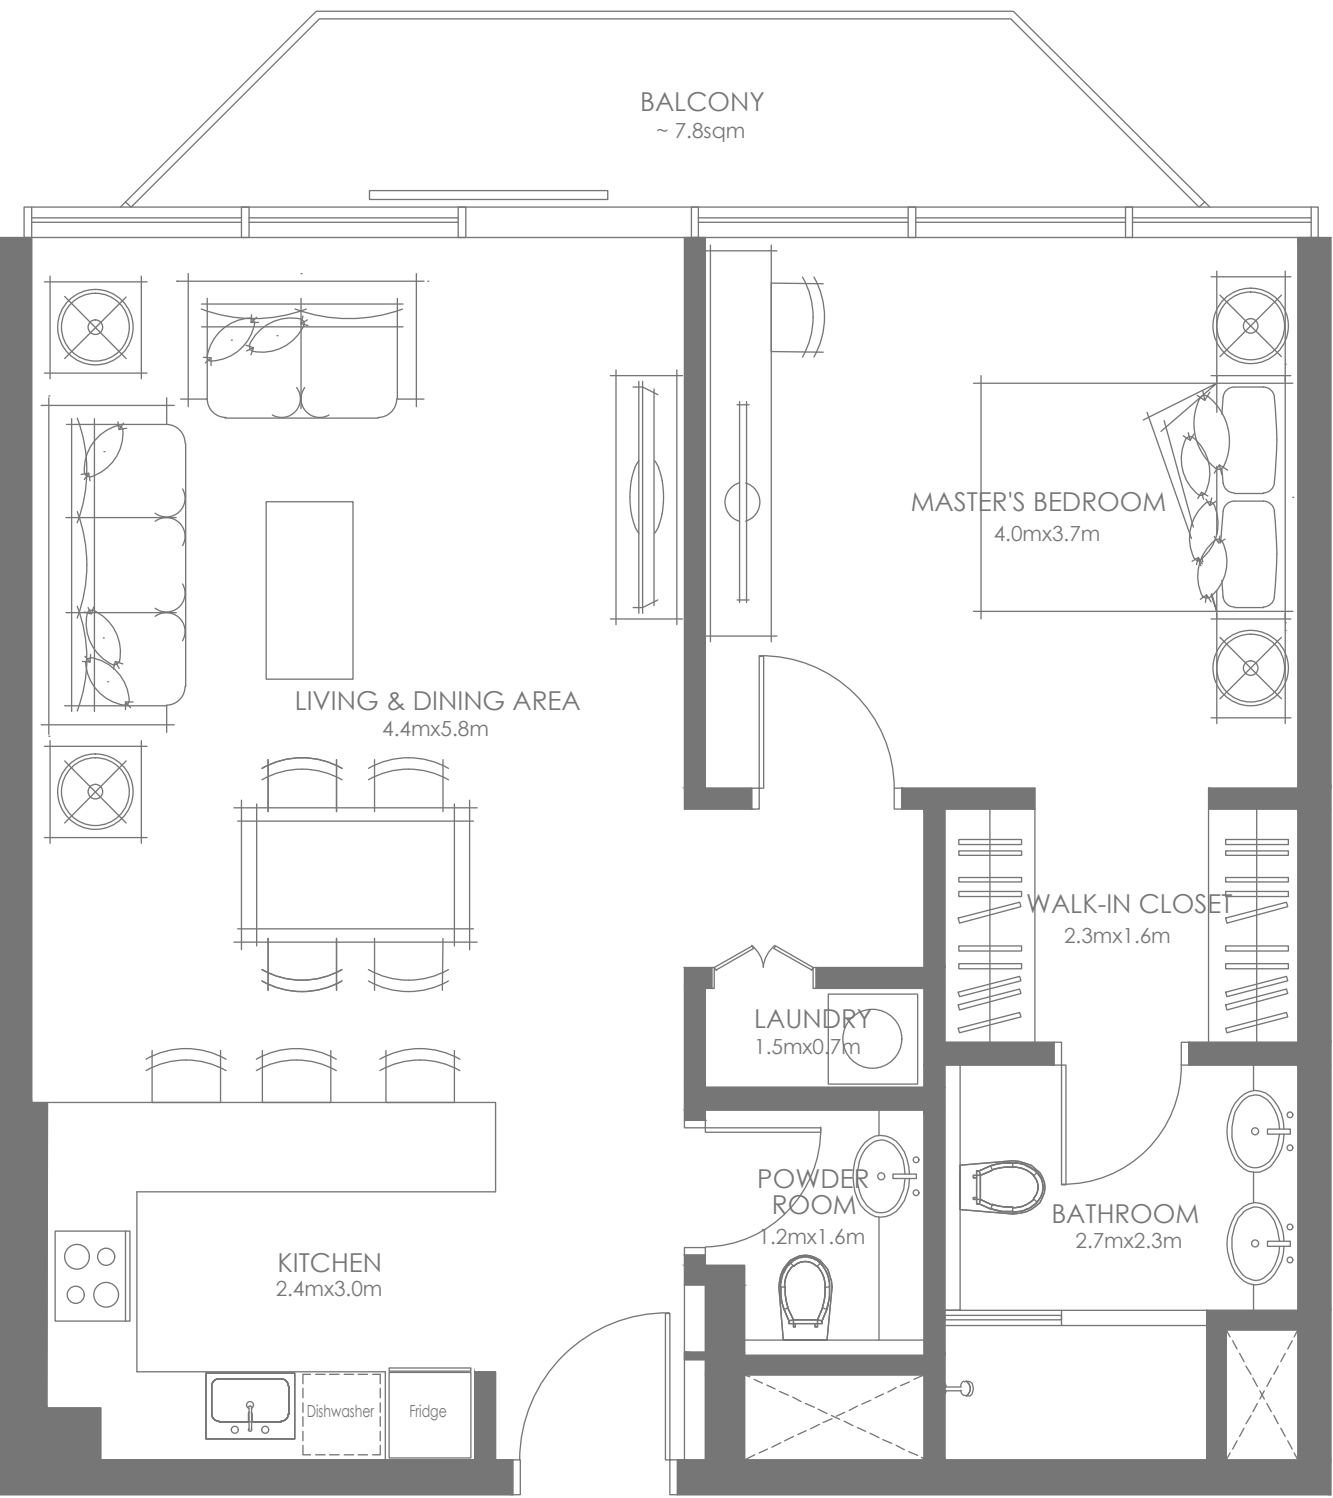 BALCONY
~ 7.8sqm
MASTER'S BEDROOM
4.0mx3.7m
LIVING & DINING AREA
4.4mx5.8m
WALK-IN CLOSET
2.3mx1.6m
LAUNDRY
1.5mx0.7m
POWDER
ROOM
1.2mx1.6m
BATHROOM
2.7mx2.3m
KITCHEN
2.4mx3.0m
Dishwasher
Fridge